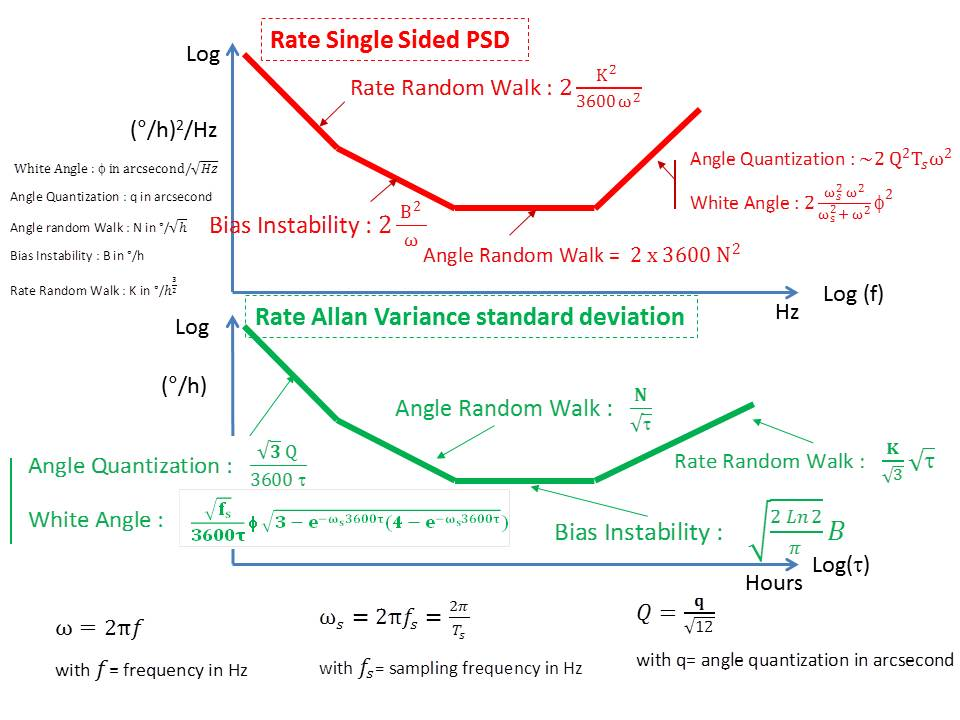 Rate Single Sided PSD
Log
Rate Random Walk : 2 K²/(3600 ω²)
(°/h)²/Hz
White Angle : ϕ in arcsecond/√Hz
Angle Quantization : ~2 Q²Tₛω²
Angle Quantization : q in arcsecond
White Angle : 2 (ωₛ² ω²)/(ωₛ² + ω²) ϕ²
Angle random Walk : N in °/√h
Bias Instability : 2 B²/ω
Bias Instability : B in °/h
Angle Random Walk = 2 x 3600 N²
Rate Random Walk : K in °/h^(3/2)
Log (f)
Hz
Rate Allan Variance standard deviation
Log
(°/h)
Angle Random Walk : N/√τ
Angle Quantization : √3 Q/(3600 τ)
Rate Random Walk : K/√3 √τ
White Angle : √fₛ/(3600τ) ϕ √(3 − e^(−ωₛ3600τ)(4 − e^(−ωₛ3600τ)))
Bias Instability : √(2 Ln 2/π) B
Log(τ)
Hours
ω = 2πf
ωₛ = 2πfₛ = 2π/Tₛ
Q = q/√12
with f = frequency in Hz
with fₛ = sampling frequency in Hz
with q= angle quantization in arcsecond